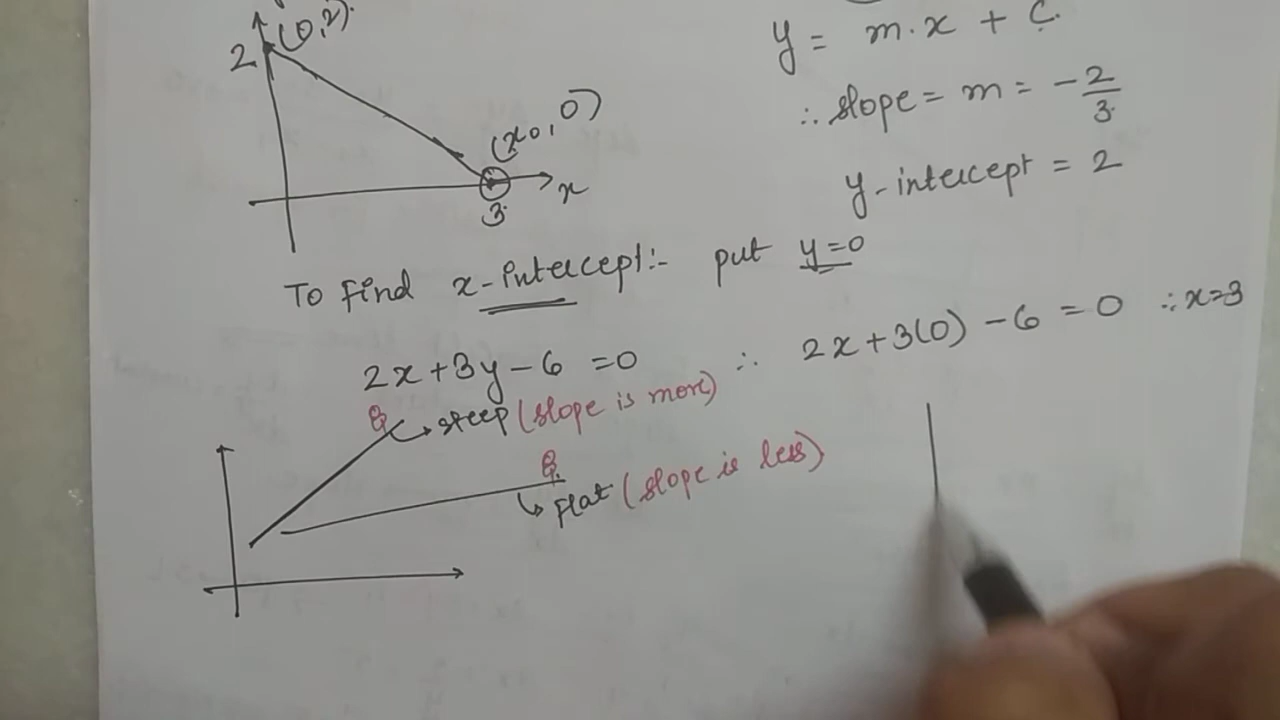 (0,2).
2
y = m.x + c.
(x0, 0)
∴ slope = m = -2/3.
x
3.
y-intercept = 2
To Find x-intercept:- put y=0
2x+3y-6 =0 ∴ 2x+3(0) -6 =0 ∴x=3
steep (slope is more)
Flat (slope is less)